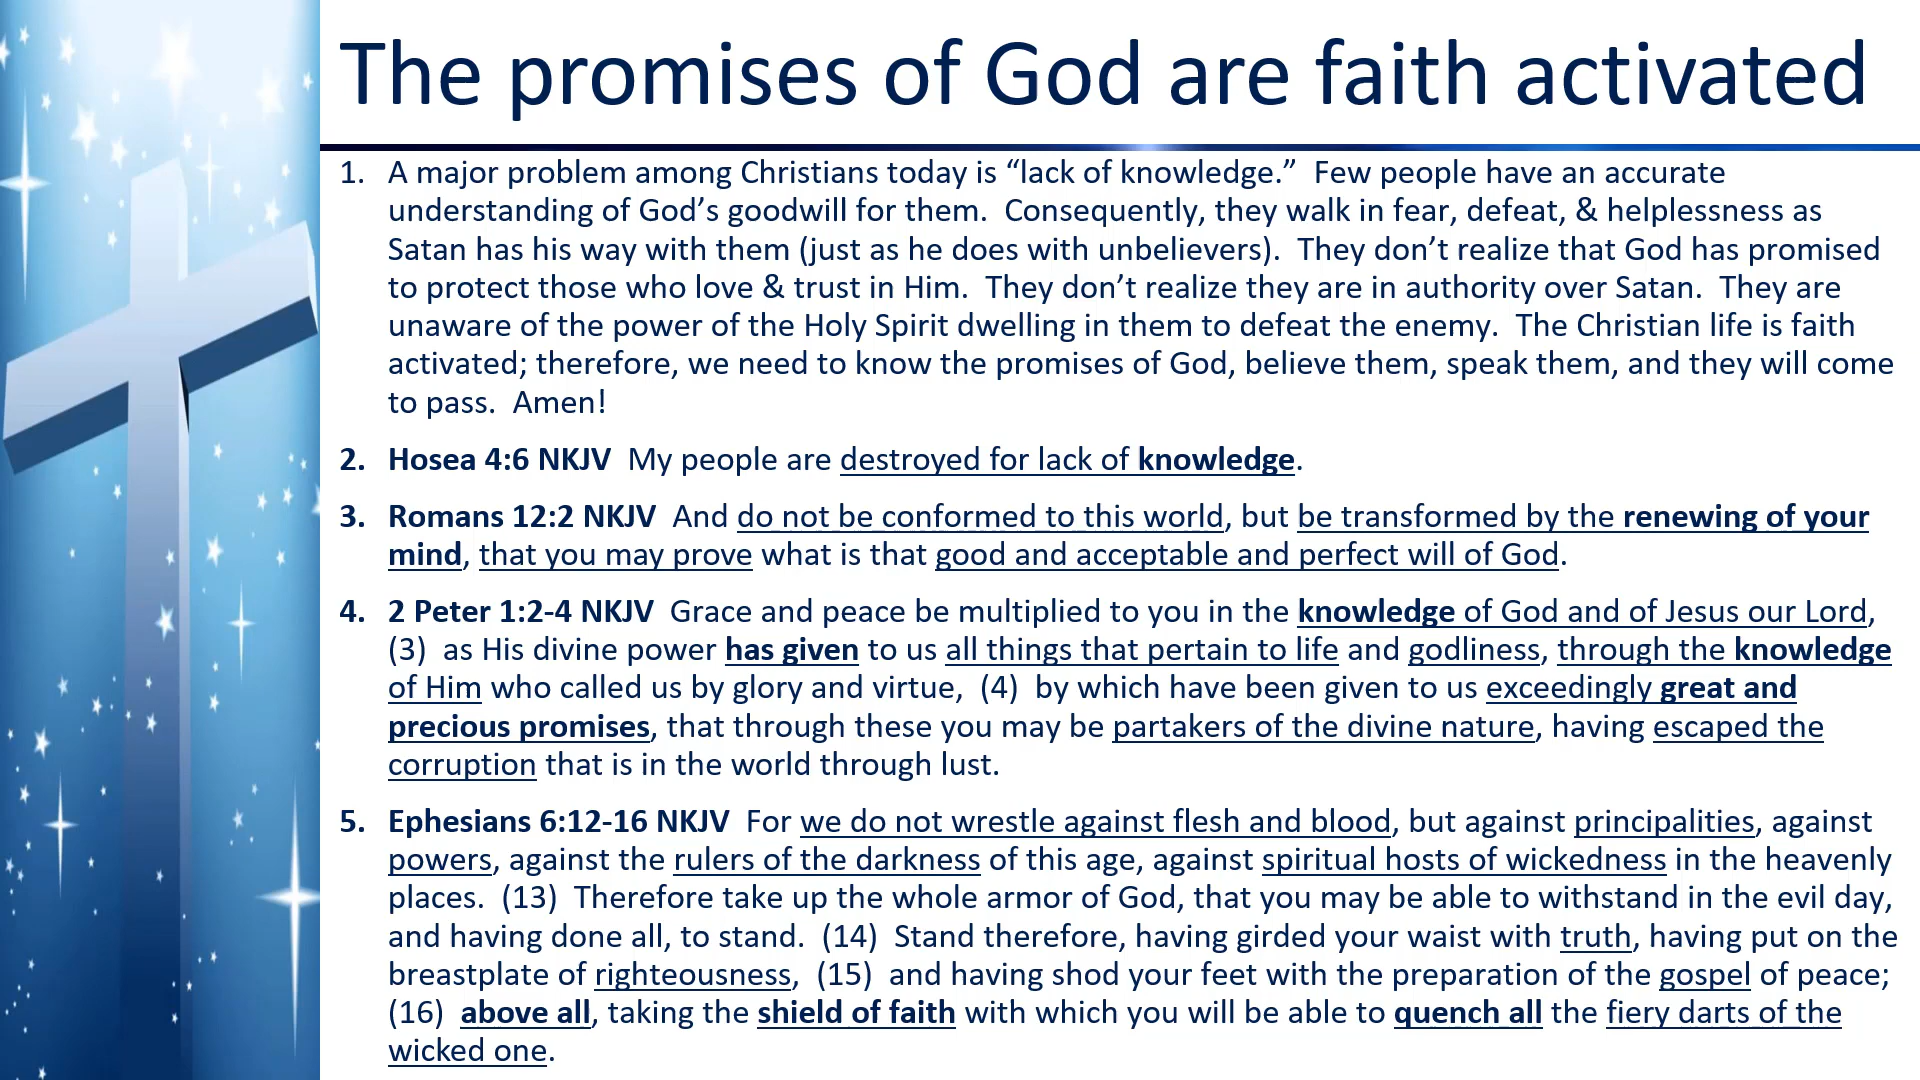 The promises of God are faith activated
1. A major problem among Christians today is “lack of knowledge.”  Few people have an accurate
understanding of God’s goodwill for them.  Consequently, they walk in fear, defeat, & helplessness as
Satan has his way with them (just as he does with unbelievers).  They don’t realize that God has promised
to protect those who love & trust in Him.  They don’t realize they are in authority over Satan.  They are
unaware of the power of the Holy Spirit dwelling in them to defeat the enemy.  The Christian life is faith
activated; therefore, we need to know the promises of God, believe them, speak them, and they will come
to pass.  Amen!
2. Hosea 4:6 NKJV  My people are destroyed for lack of knowledge.
3. Romans 12:2 NKJV  And do not be conformed to this world, but be transformed by the renewing of your
mind, that you may prove what is that good and acceptable and perfect will of God.
4. 2 Peter 1:2-4 NKJV  Grace and peace be multiplied to you in the knowledge of God and of Jesus our Lord,
(3)  as His divine power has given to us all things that pertain to life and godliness, through the knowledge
of Him who called us by glory and virtue,  (4)  by which have been given to us exceedingly great and
precious promises, that through these you may be partakers of the divine nature, having escaped the
corruption that is in the world through lust.
5. Ephesians 6:12-16 NKJV  For we do not wrestle against flesh and blood, but against principalities, against
powers, against the rulers of the darkness of this age, against spiritual hosts of wickedness in the heavenly
places.  (13)  Therefore take up the whole armor of God, that you may be able to withstand in the evil day,
and having done all, to stand.  (14)  Stand therefore, having girded your waist with truth, having put on the
breastplate of righteousness,  (15)  and having shod your feet with the preparation of the gospel of peace;
(16)  above all, taking the shield of faith with which you will be able to quench all the fiery darts of the
wicked one.